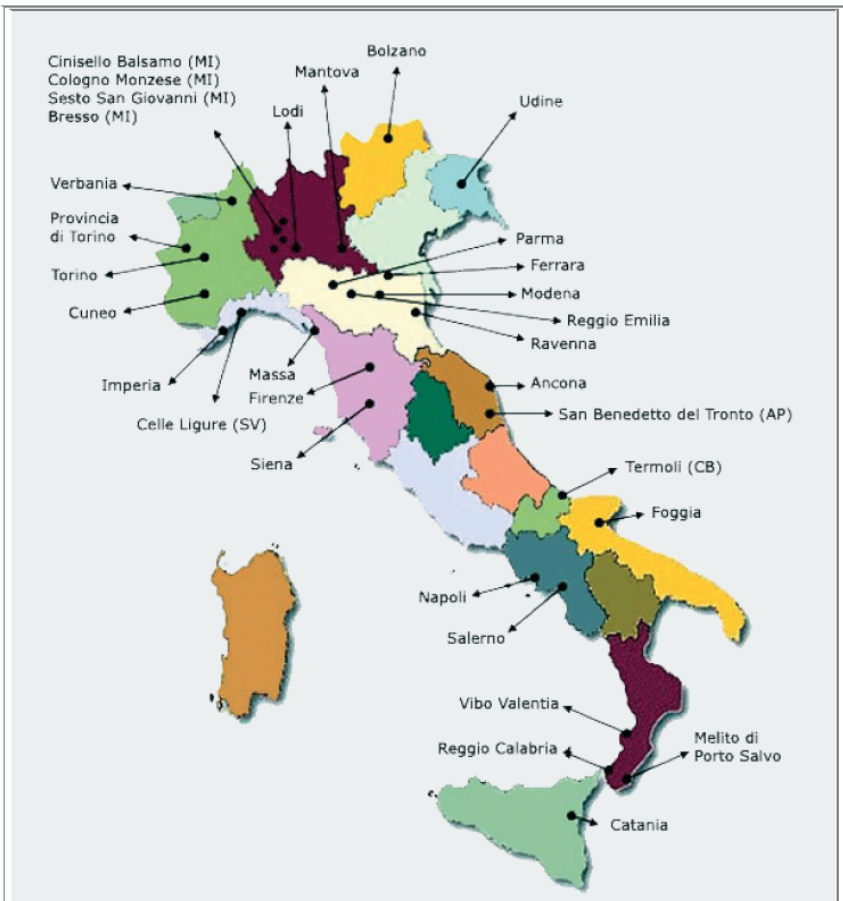 Bolzano
Cinisello Balsamo (MI)
Cologno Monzese (MI)
Sesto San Giovanni (MI)
Bresso (MI)
Mantova
Lodi
Udine
Verbania
Provincia
di Torino
Torino
Cuneo
Parma
Ferrara
Modena
Reggio Emilia
Ravenna
Imperia
Massa
Firenze
Celle Ligure (SV)
Siena
Ancona
San Benedetto del Tronto (AP)
Termoli (CB)
Foggia
Napoli
Salerno
Vibo Valentia
Reggio Calabria
Melito di
Porto Salvo
Catania